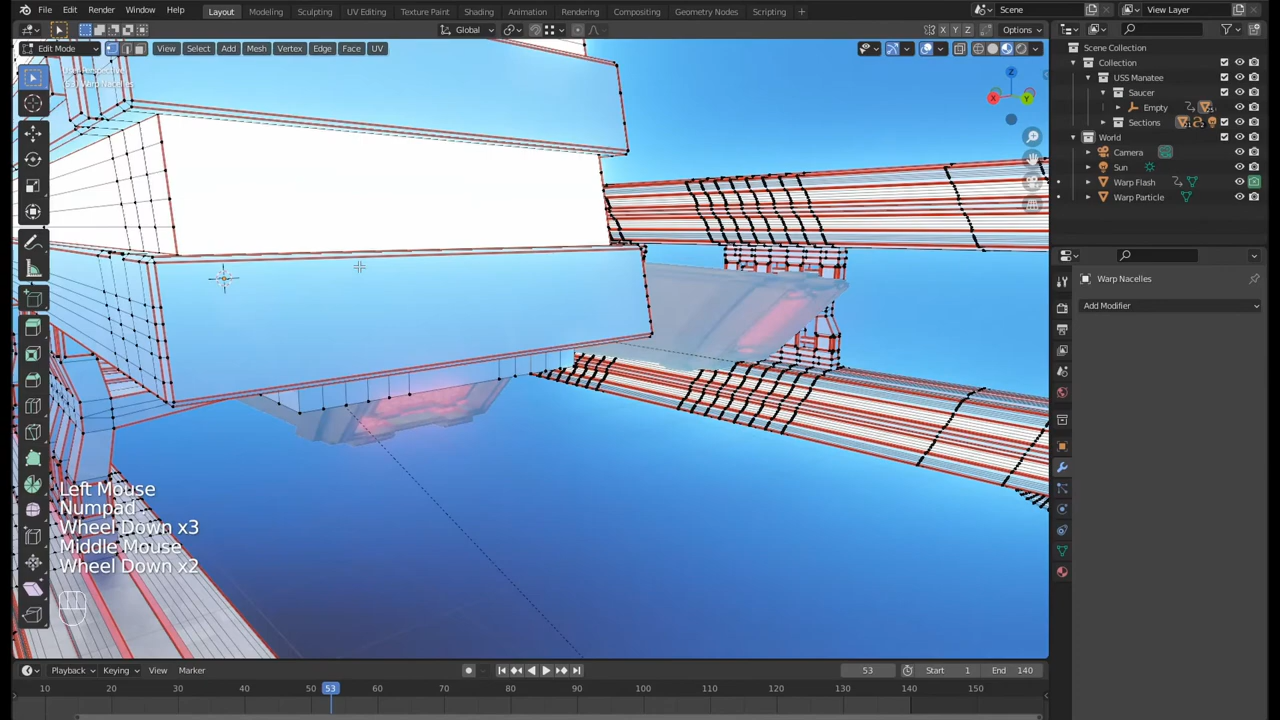 File Edit Render Window Help
Layout Modeling Sculpting UV Editing Texture Paint Shading Animation Rendering Compositing Geometry Nodes Scripting +
Scene View Layer
Global Options
X Y Z
Edit Mode View Select Add Mesh Vertex Edge Face UV
Warp Nacelles
Scene Collection
Collection
USS Manatee
Saucer
Empty
Sections
World
Camera
Sun
Warp Flash
Warp Particle
Warp Nacelles
Add Modifier
X
Y
Z
Left Mouse
Numpad
Wheel Down x3
Middle Mouse
Wheel Down x2
Playback Keying View Marker 53 Start 1 End 140
10 20 30 40 50 53 60 70 80 90 100 110 120 130 140 150